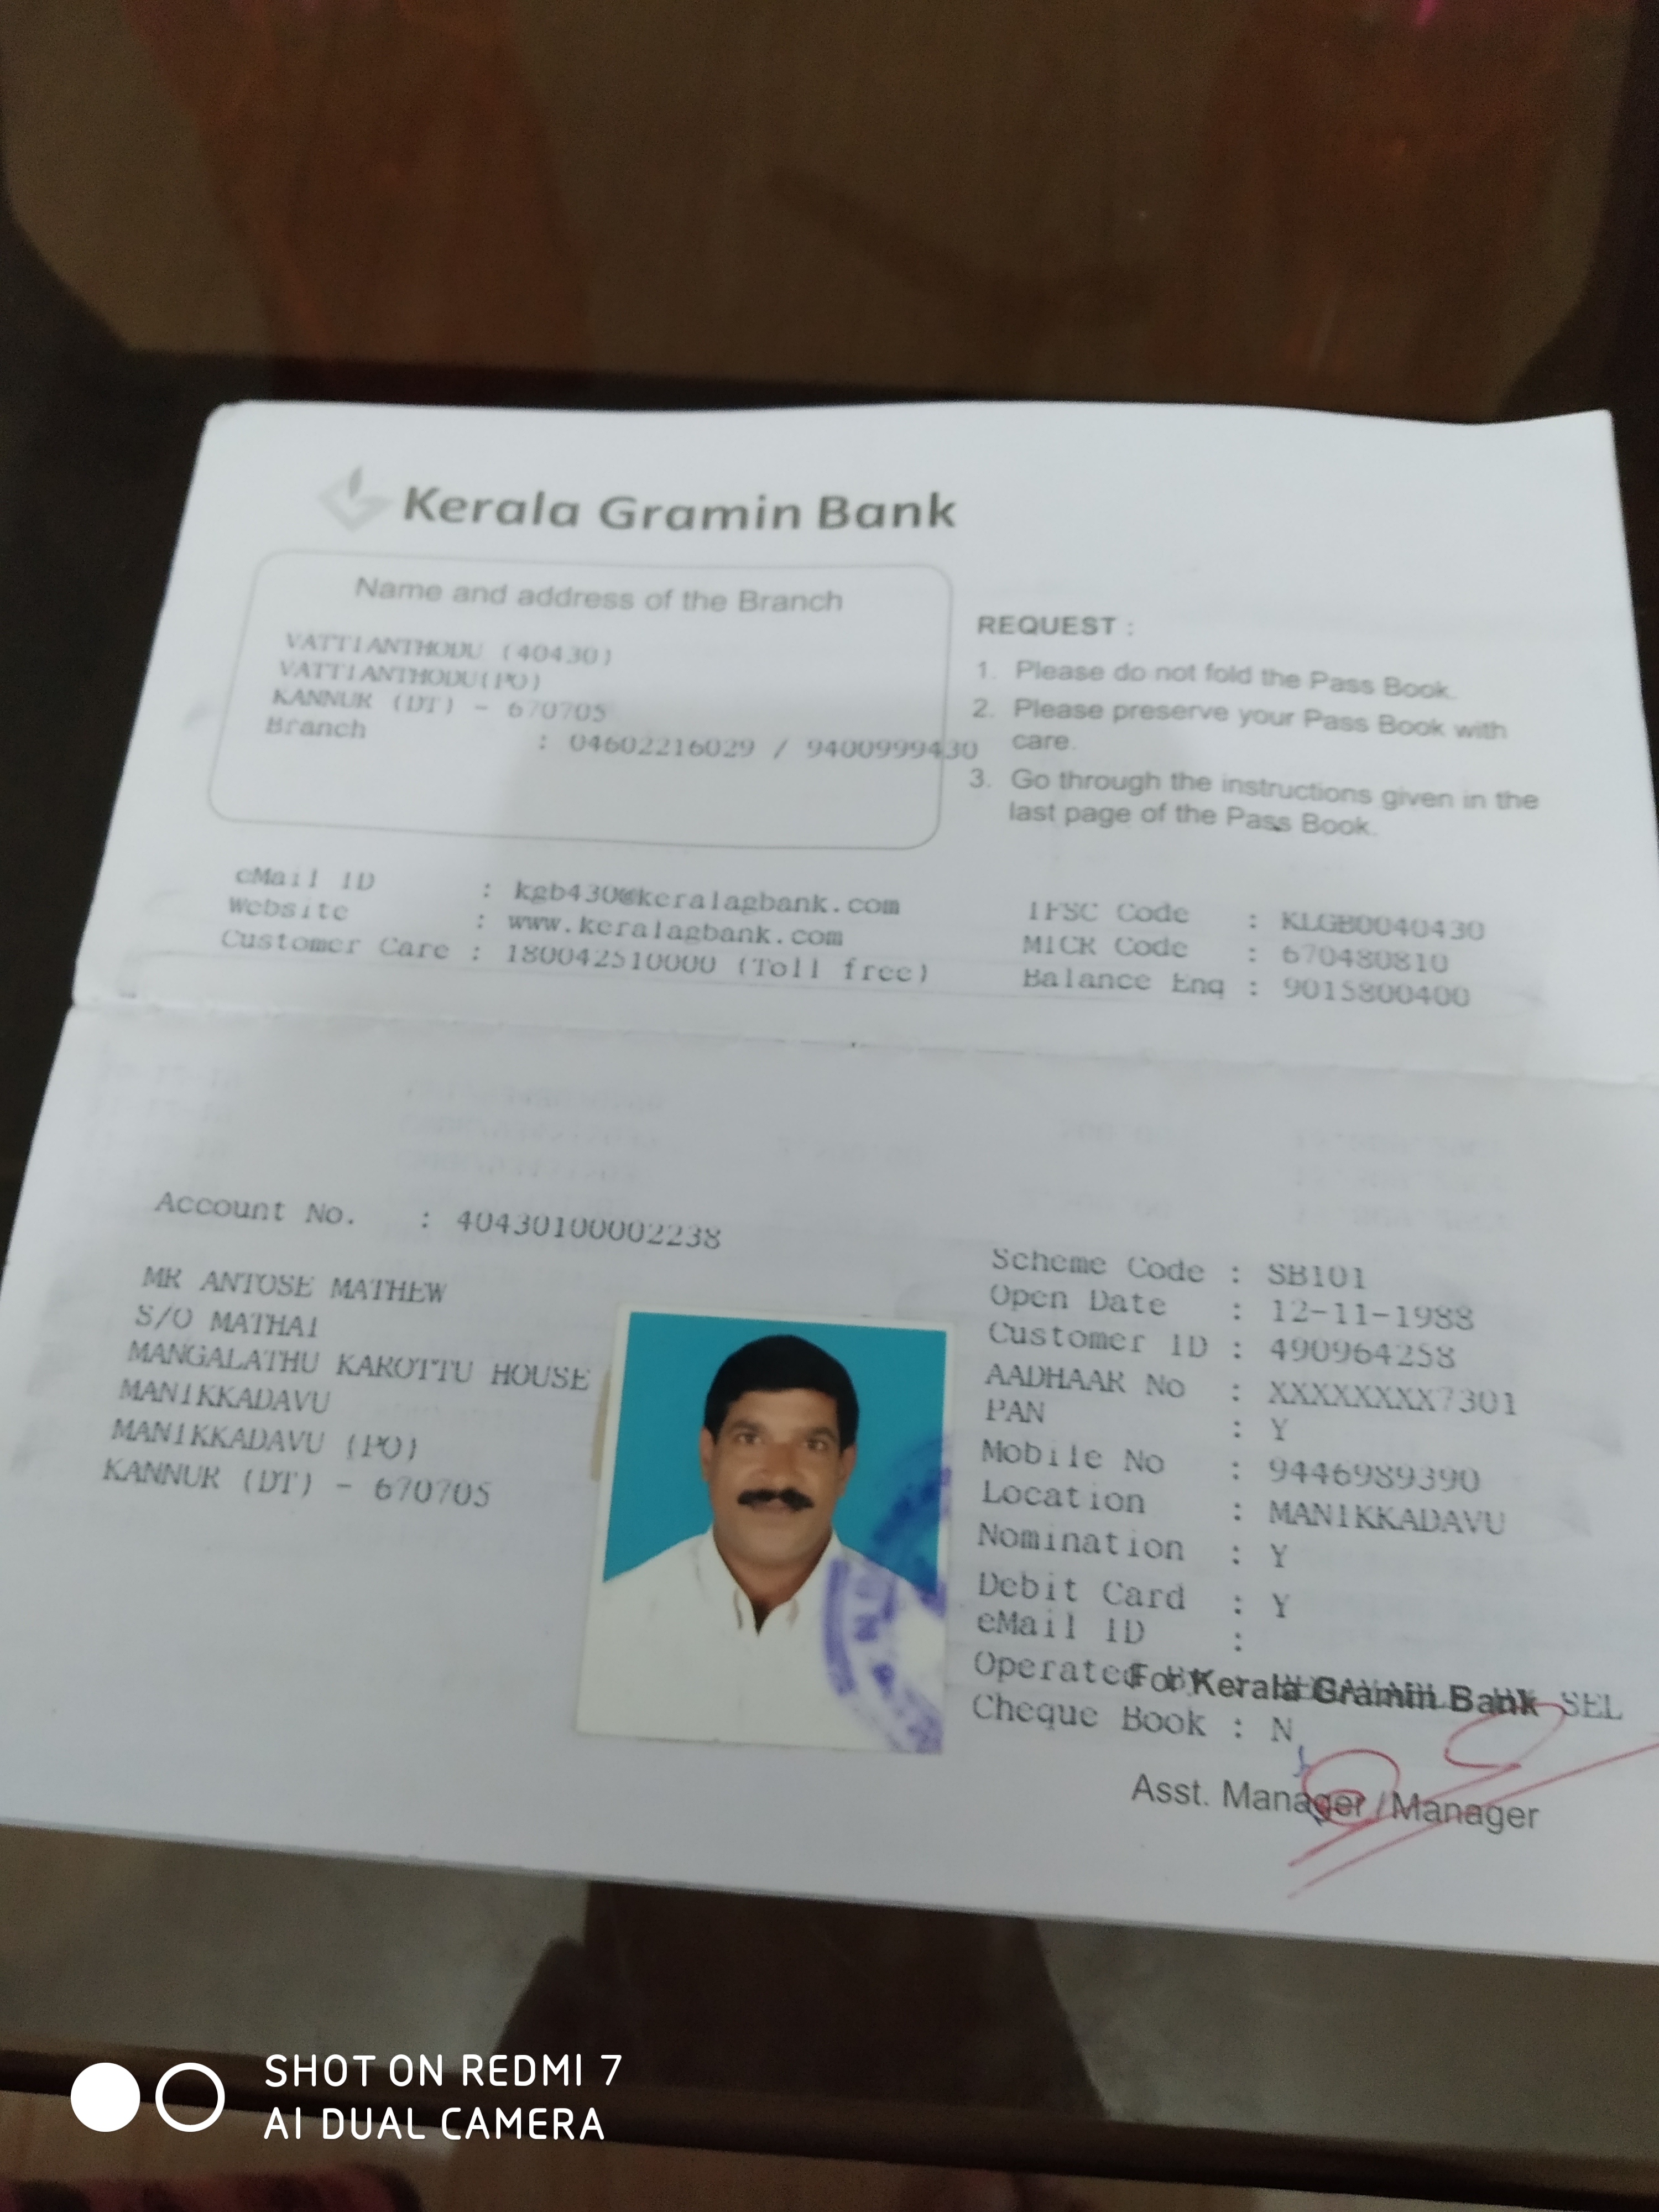 Kerala Gramin Bank
Name and address of the Branch
VATTIANTHODU (40430)
VATTIANTHODU(PO)
KANNUR (DT) - 670705
Branch : 04602216029 / 9400999430
REQUEST :
1. Please do not fold the Pass Book.
2. Please preserve your Pass Book with
care.
3. Go through the instructions given in the
last page of the Pass Book.
eMail ID : kgb430@keralagbank.com
Website : www.keralagbank.com
Customer Care : 180042510000 (Toll free)
IFSC Code : KLGB0040430
MICR Code : 670480810
Balance Enq : 9015800400
Account No. : 40430100002238
MR ANTOSE MATHEW
S/O MATHAI
MANGALATHU KAROTTU HOUSE
MANIKKADAVU
MANIKKADAVU (PO)
KANNUR (DT) - 670705
Scheme Code : SB101
Open Date : 12-11-1988
Customer ID : 490964258
AADHAAR No : XXXXXXXX7301
PAN : Y
Mobile No : 9446989390
Location : MANIKKADAVU
Nomination : Y
Debit Card : Y
eMail ID :
Operated By : SEL
For Kerala Gramin Bank
Cheque Book : N
Asst. Manager / Manager
SHOT ON REDMI 7
AI DUAL CAMERA